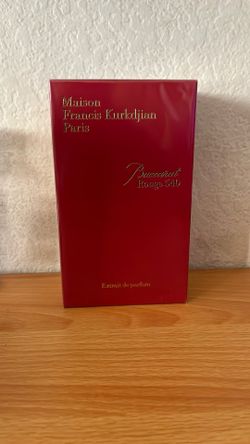 Maison
Francis Kurkdjian
Paris
Baccarat
Rouge 540
Extrait de parfum